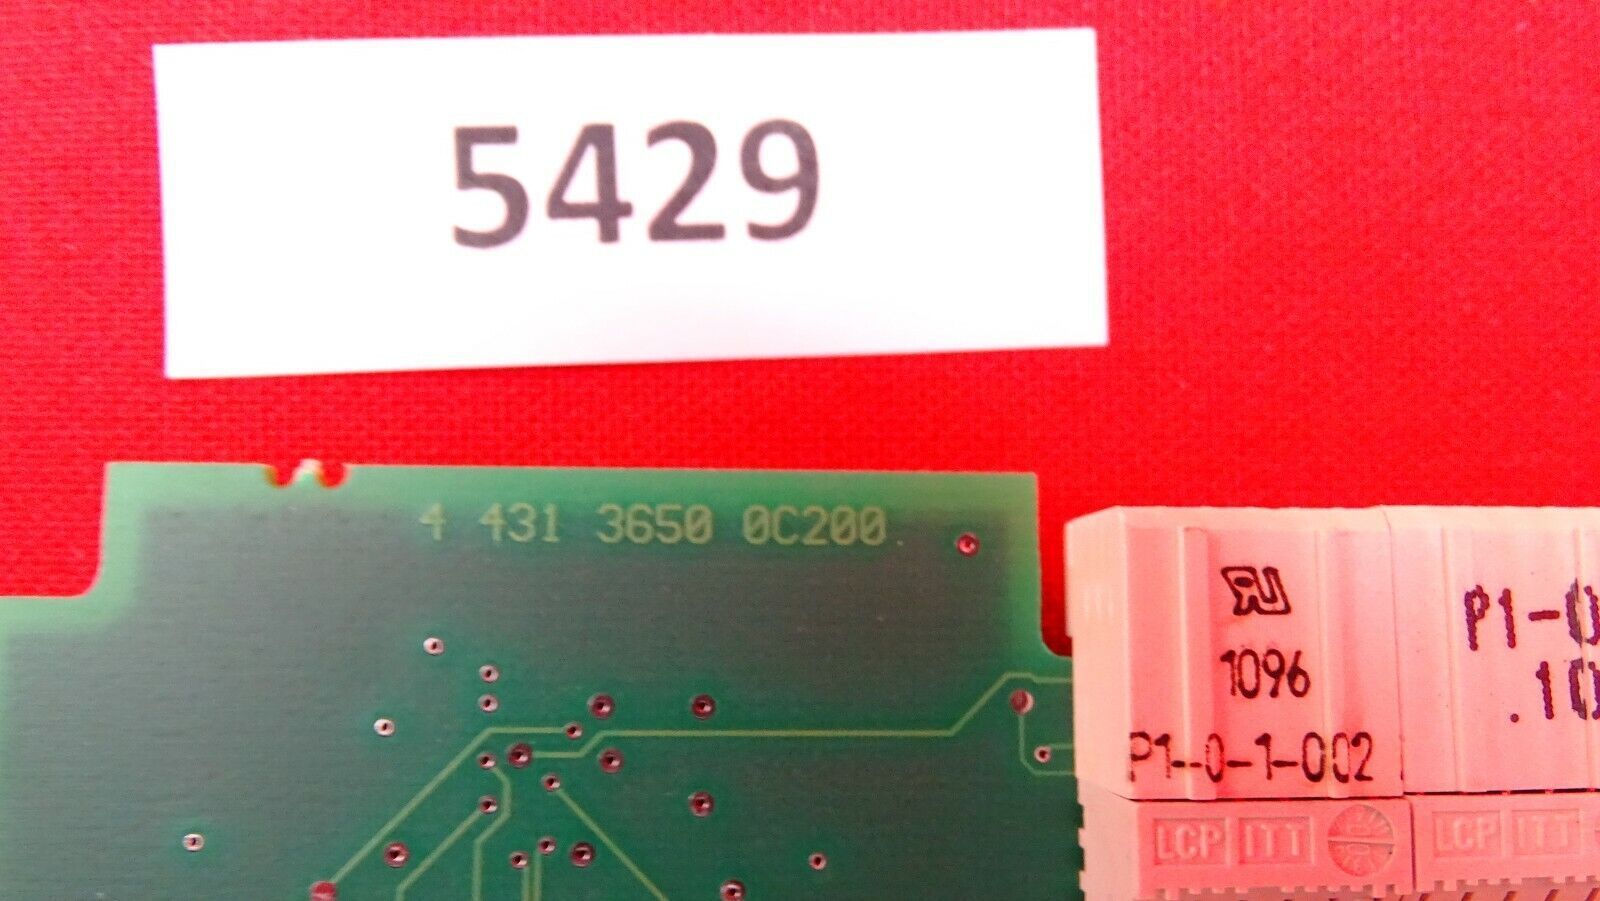 5429
4 431 3650 0C200
1096
P1--0-1-002
P1-0
.10
LCP ITT
LCP ITT